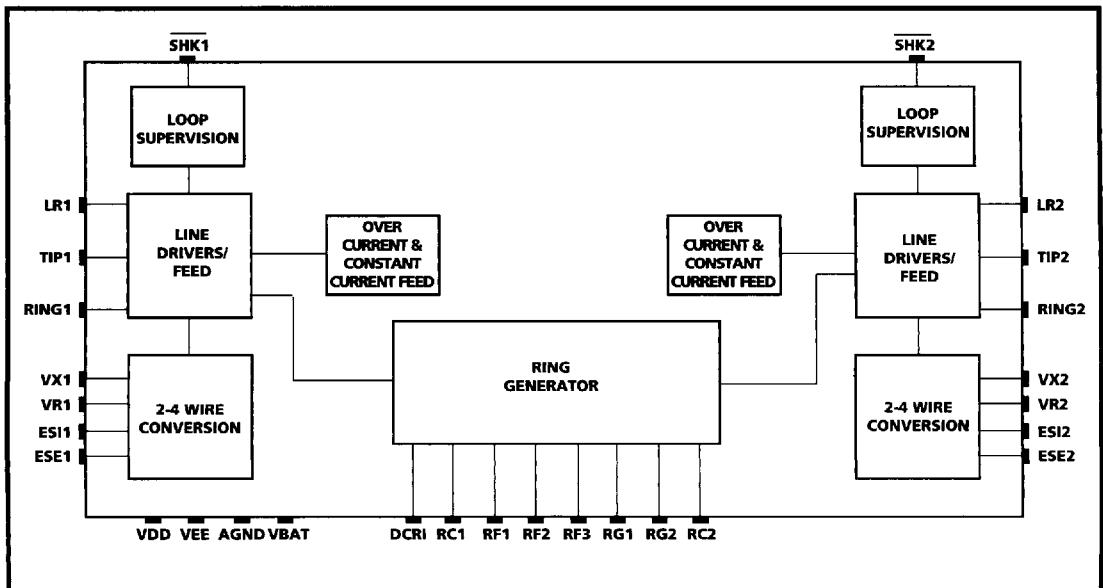 SHK1
SHK2
LOOP
SUPERVISION
LOOP
SUPERVISION
LR1
TIP1
RING1
LINE
DRIVERS/
FEED
OVER
CURRENT &
CONSTANT
CURRENT FEED
OVER
CURRENT &
CONSTANT
CURRENT FEED
LINE
DRIVERS/
FEED
LR2
TIP2
RING2
VX1
VR1
ESI1
ESE1
2-4 WIRE
CONVERSION
RING
GENERATOR
2-4 WIRE
CONVERSION
VX2
VR2
ESI2
ESE2
VDD VEE AGND VBAT DCRI RC1 RF1 RF2 RF3 RG1 RG2 RC2